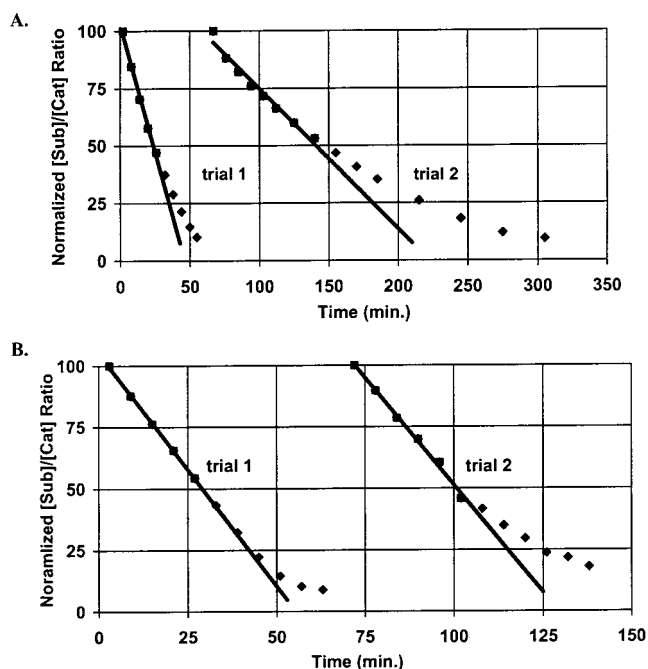 A.
Normalized [Sub]/[Cat] Ratio
100
75
50
25
0
trial 1
trial 2
0 50 100 150 200 250 300 350
Time (min.)
B.
Noramlized [Sub]/[Cat] Ratio
100
75
50
25
0
trial 1
trial 2
0 25 50 75 100 125 150
Time (min.)